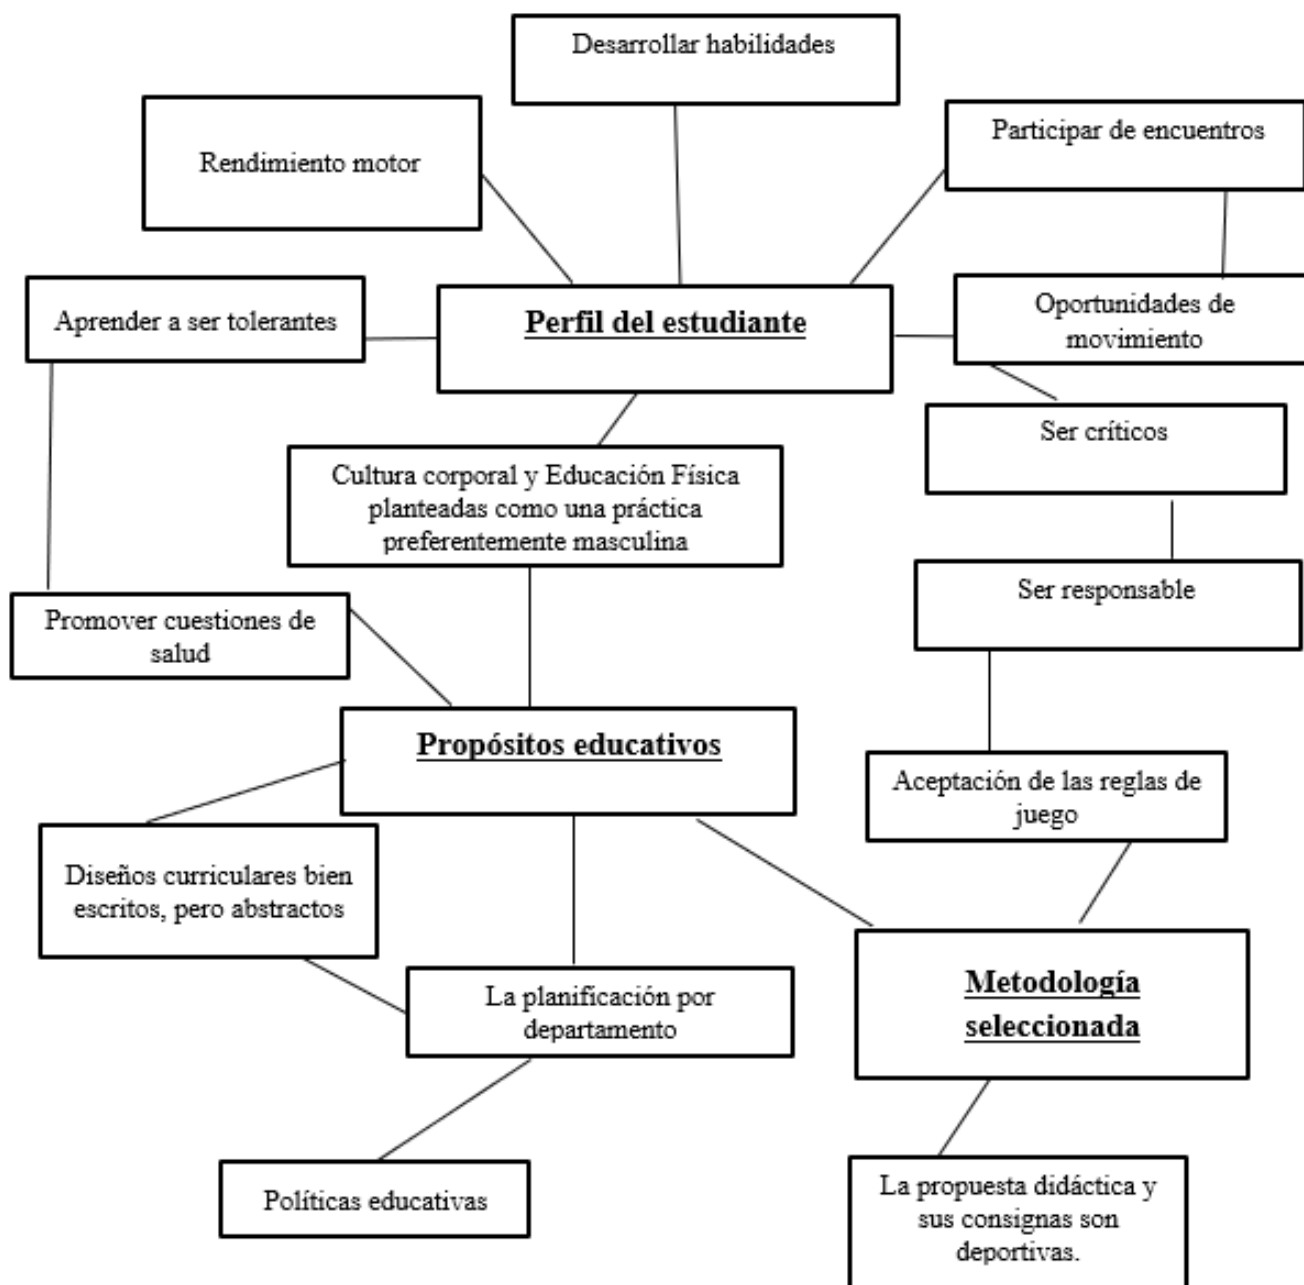 Desarrollar habilidades
Rendimiento motor
Participar de encuentros
Aprender a ser tolerantes
Perfil del estudiante
Oportunidades de
movimiento
Ser críticos
Cultura corporal y Educación Física
planteadas como una práctica
preferentemente masculina
Ser responsable
Promover cuestiones de
salud
Propósitos educativos
Aceptación de las reglas de
juego
Diseños curriculares bien
escritos, pero abstractos
La planificación por
departamento
Metodología
seleccionada
Políticas educativas
La propuesta didáctica y
sus consignas son
deportivas.